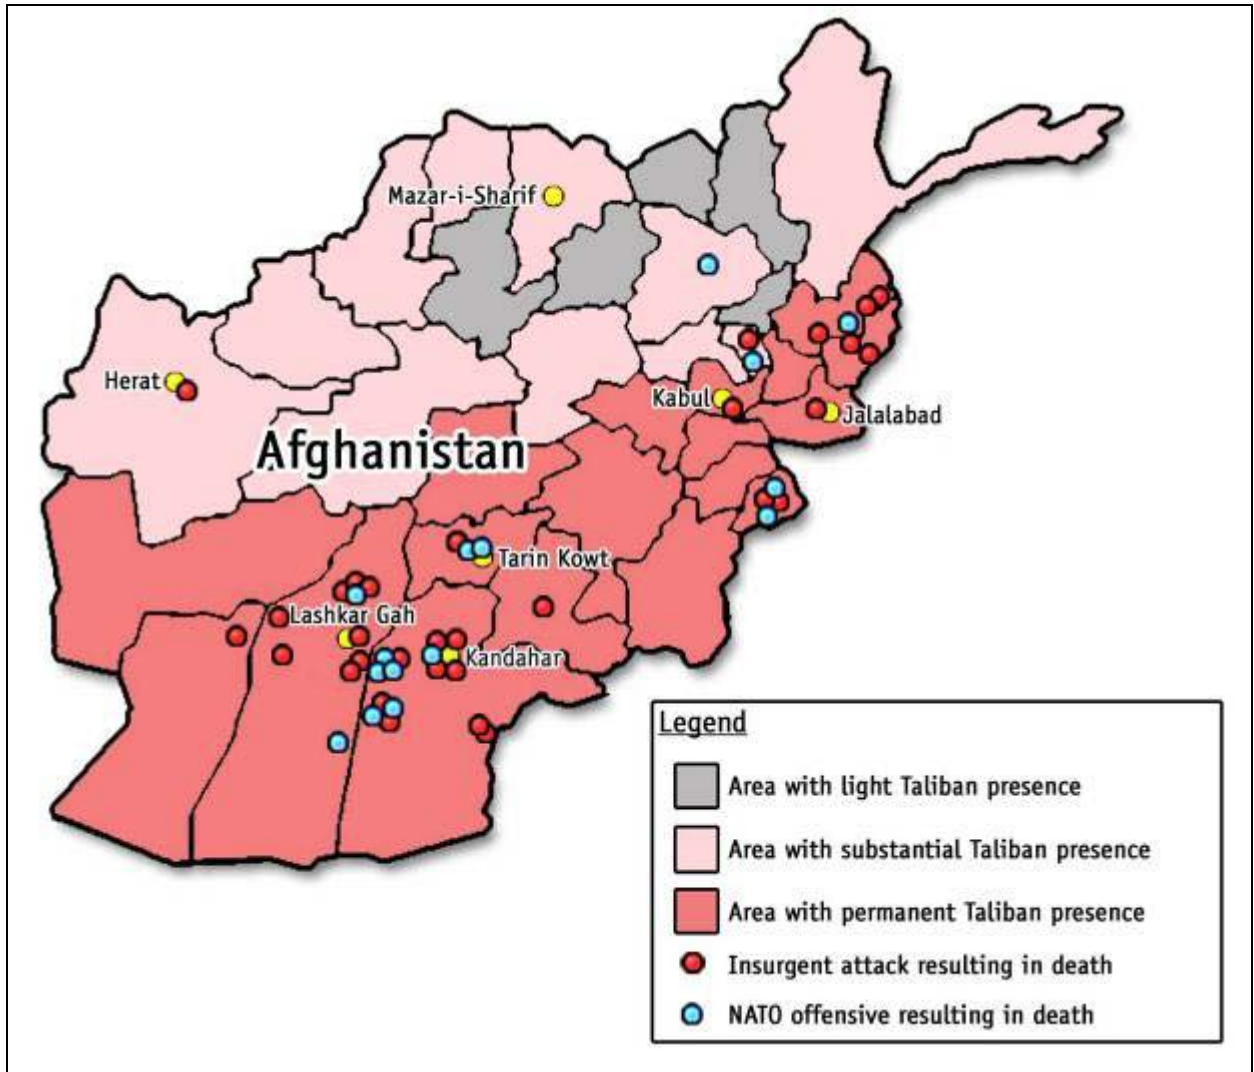 Mazar-i-Sharif
Herat
Kabul
Jalalabad
Afghanistan
Tarin Kowt
Lashkar Gah
Kandahar
Legend
Area with light Taliban presence
Area with substantial Taliban presence
Area with permanent Taliban presence
Insurgent attack resulting in death
NATO offensive resulting in death